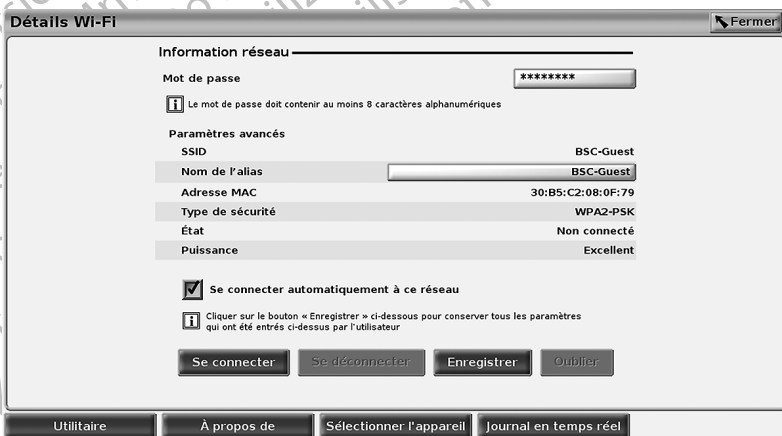 Détails Wi-Fi
Fermer
Information réseau
Mot de passe ********
Le mot de passe doit contenir au moins 8 caractères alphanumériques
Paramètres avancés
SSID BSC-Guest
Nom de l'alias BSC-Guest
Adresse MAC 30:B5:C2:08:0F:79
Type de sécurité WPA2-PSK
État Non connecté
Puissance Excellent
Se connecter automatiquement à ce réseau
Cliquer sur le bouton « Enregistrer » ci-dessous pour conserver tous les paramètres
qui ont été entrés ci-dessus par l'utilisateur
Se connecter Se déconnecter Enregistrer Oublier
Utilitaire À propos de Sélectionner l'appareil Journal en temps réel